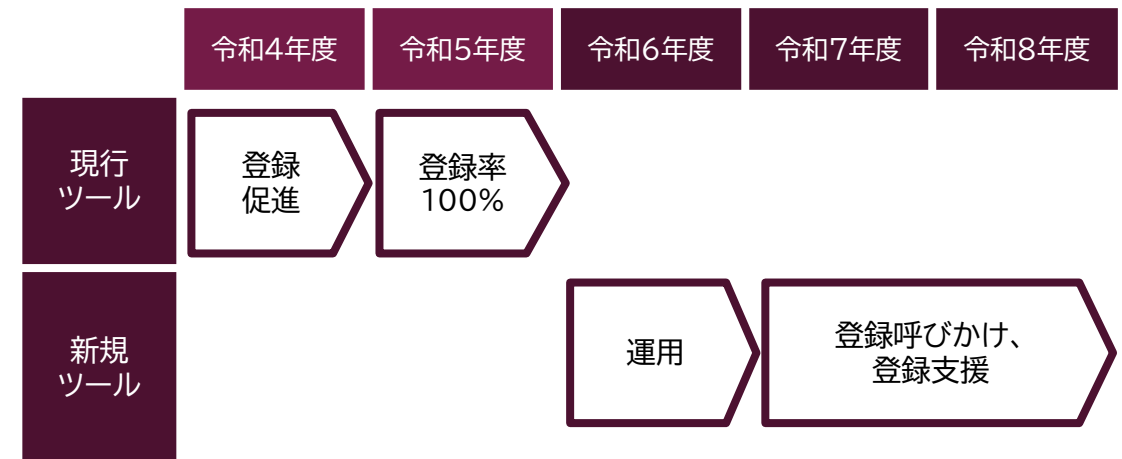 令和4年度
令和5年度
令和6年度
令和7年度
令和8年度
現行
ツール
登録
促進
登録率
100%
新規
ツール
運用
登録呼びかけ、
登録支援